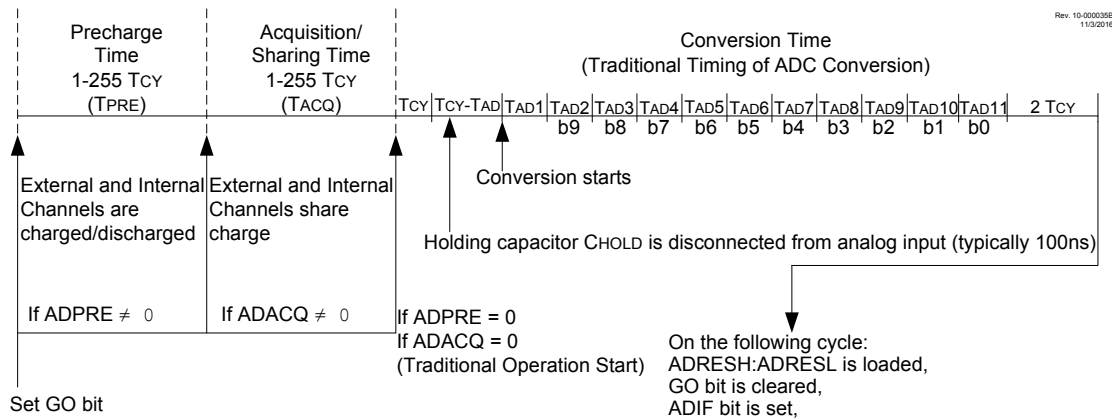 Rev. 10-000035B
11/3/2016
Precharge
Time
1-255 TCY
(TPRE)
Acquisition/
Sharing Time
1-255 TCY
(TACQ)
Conversion Time
(Traditional Timing of ADC Conversion)
TCY TCY-TAD TAD1 TAD2 TAD3 TAD4 TAD5 TAD6 TAD7 TAD8 TAD9 TAD10 TAD11 2 TCY
b9 b8 b7 b6 b5 b4 b3 b2 b1 b0
External and Internal
Channels are
charged/discharged
External and Internal
Channels share
charge
Conversion starts
Holding capacitor CHOLD is disconnected from analog input (typically 100ns)
If ADPRE ≠ 0
If ADACQ ≠ 0
If ADPRE = 0
If ADACQ = 0
(Traditional Operation Start)
On the following cycle:
ADRESH:ADRESL is loaded,
GO bit is cleared,
ADIF bit is set,
Set GO bit